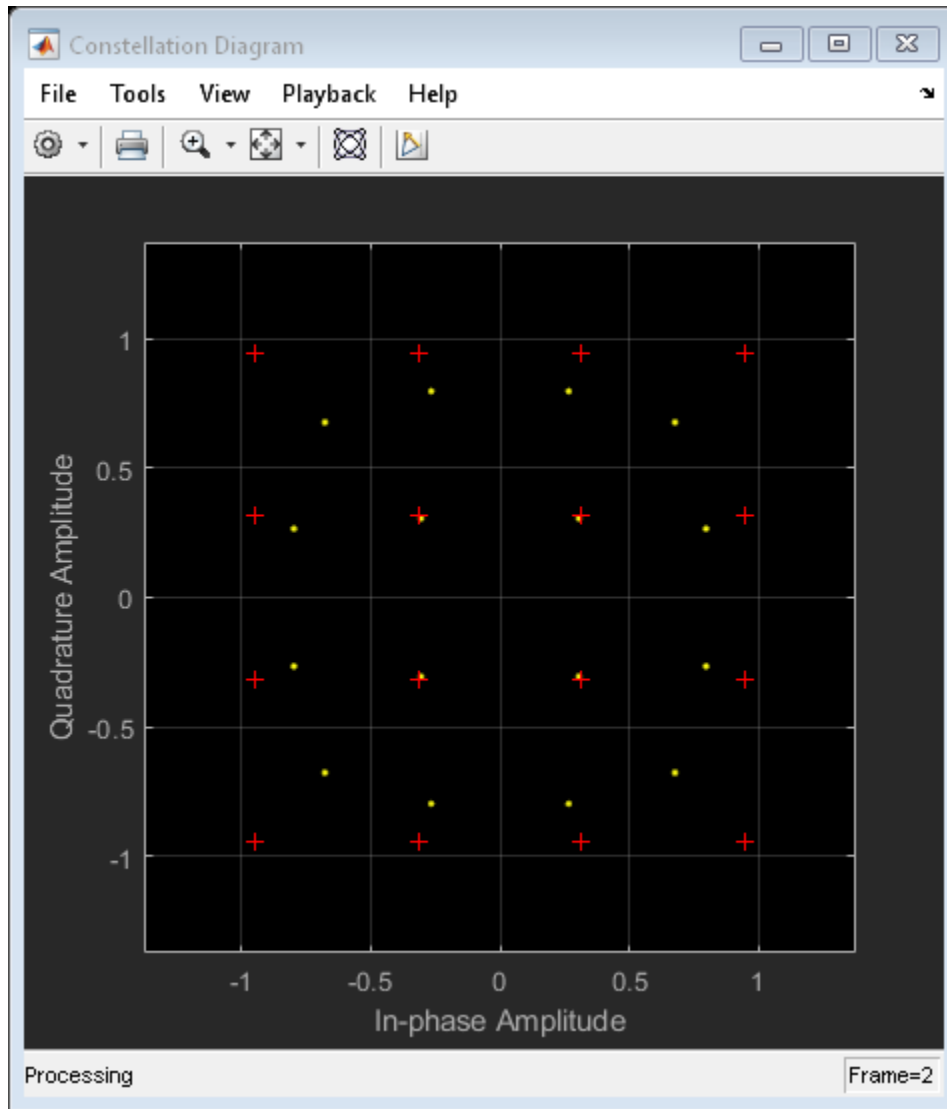 Constellation Diagram
File Tools View Playback Help
1
0.5
0
-0.5
-1
Quadrature Amplitude
-1 -0.5 0 0.5 1
In-phase Amplitude
Processing Frame=2